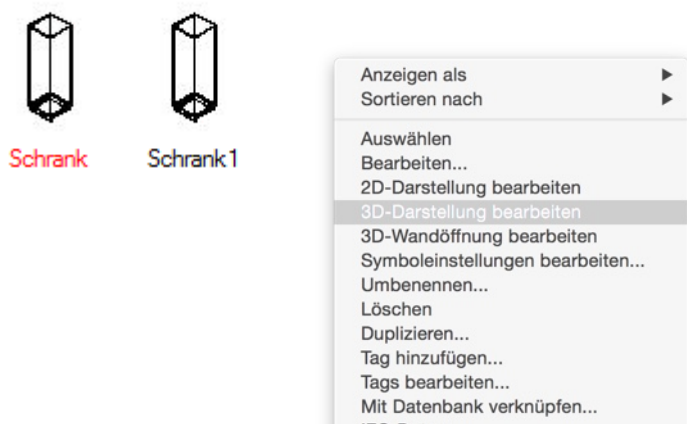 Schrank
Schrank1
Anzeigen als
Sortieren nach
Auswählen
Bearbeiten...
2D-Darstellung bearbeiten
3D-Darstellung bearbeiten
3D-Wandöffnung bearbeiten
Symboleinstellungen bearbeiten...
Umbenennen...
Löschen
Duplizieren...
Tag hinzufügen...
Tags bearbeiten...
Mit Datenbank verknüpfen...